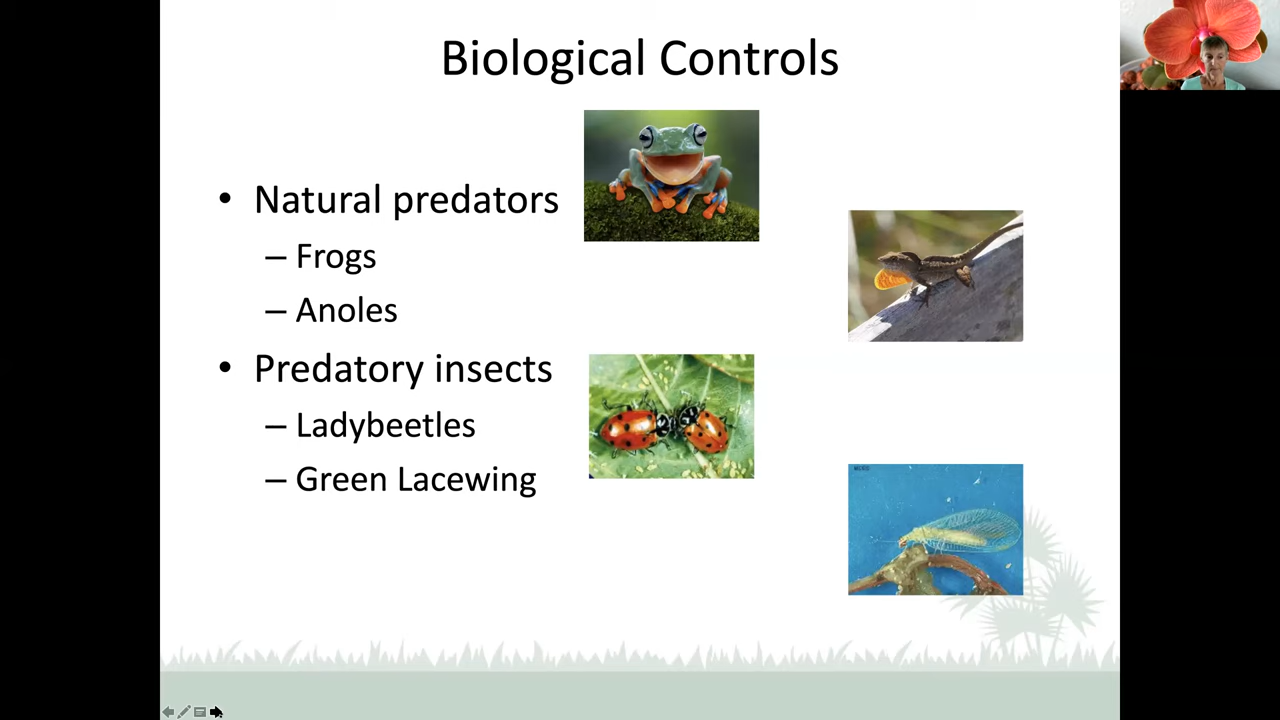 Biological Controls
• Natural predators
– Frogs
– Anoles
• Predatory insects
– Ladybeetles
– Green Lacewing